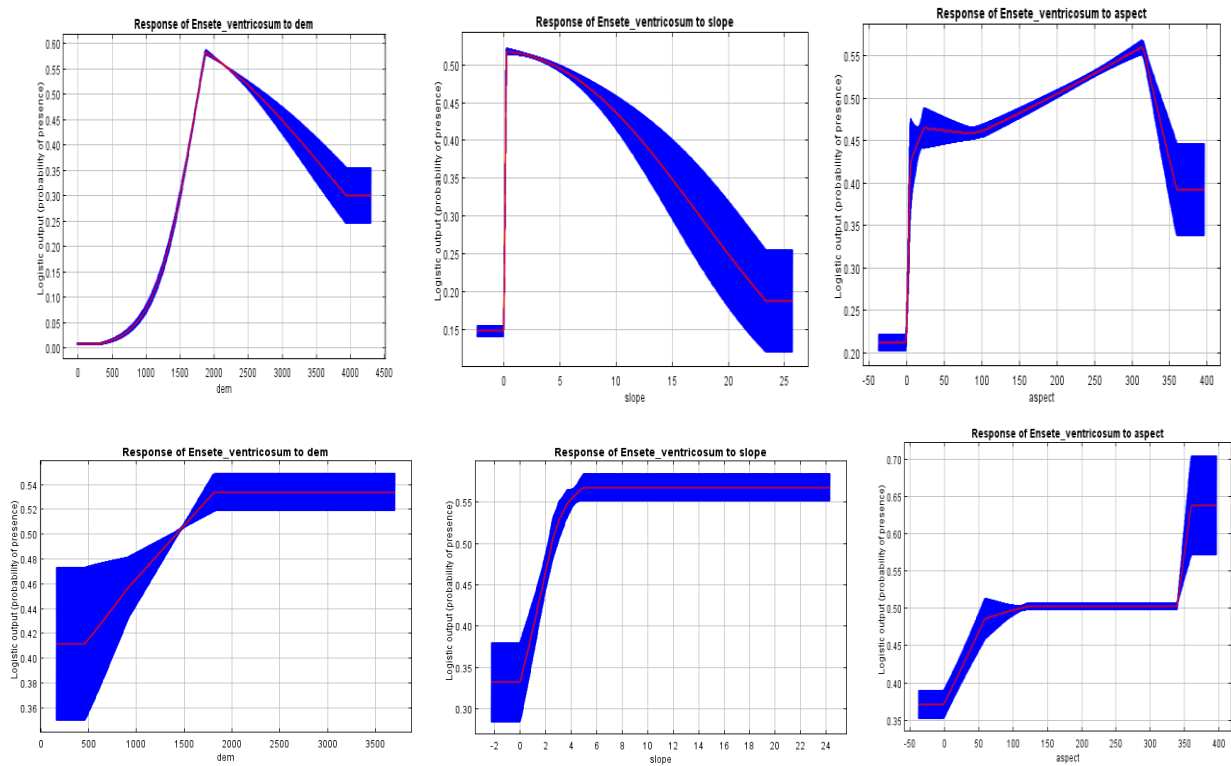 Response of Ensete_ventricosum to dem
Logistic output (probability of presence)
0.60
0.55
0.50
0.45
0.40
0.35
0.30
0.25
0.20
0.15
0.10
0.05
0.00
0 500 1000 1500 2000 2500 3000 3500 4000 4500
dem
Response of Ensete_ventricosum to slope
Logistic output (probability of presence)
0.50
0.45
0.40
0.35
0.30
0.25
0.20
0.15
0 5 10 15 20 25
slope
Response of Ensete_ventricosum to aspect
Logistic output (probability of presence)
0.55
0.50
0.45
0.40
0.35
0.30
0.25
0.20
-50 0 50 100 150 200 250 300 350 400
aspect
Response of Ensete_ventricosum to dem
Logistic output (probability of presence)
0.54
0.52
0.50
0.48
0.46
0.44
0.42
0.40
0.38
0.36
0 500 1000 1500 2000 2500 3000 3500
dem
Response of Ensete_ventricosum to slope
Logistic output (probability of presence)
0.55
0.50
0.45
0.40
0.35
0.30
-2 0 2 4 6 8 10 12 14 16 18 20 22 24
slope
Response of Ensete_ventricosum to aspect
Logistic output (probability of presence)
0.70
0.65
0.60
0.55
0.50
0.45
0.40
0.35
-50 0 50 100 150 200 250 300 350 400
aspect